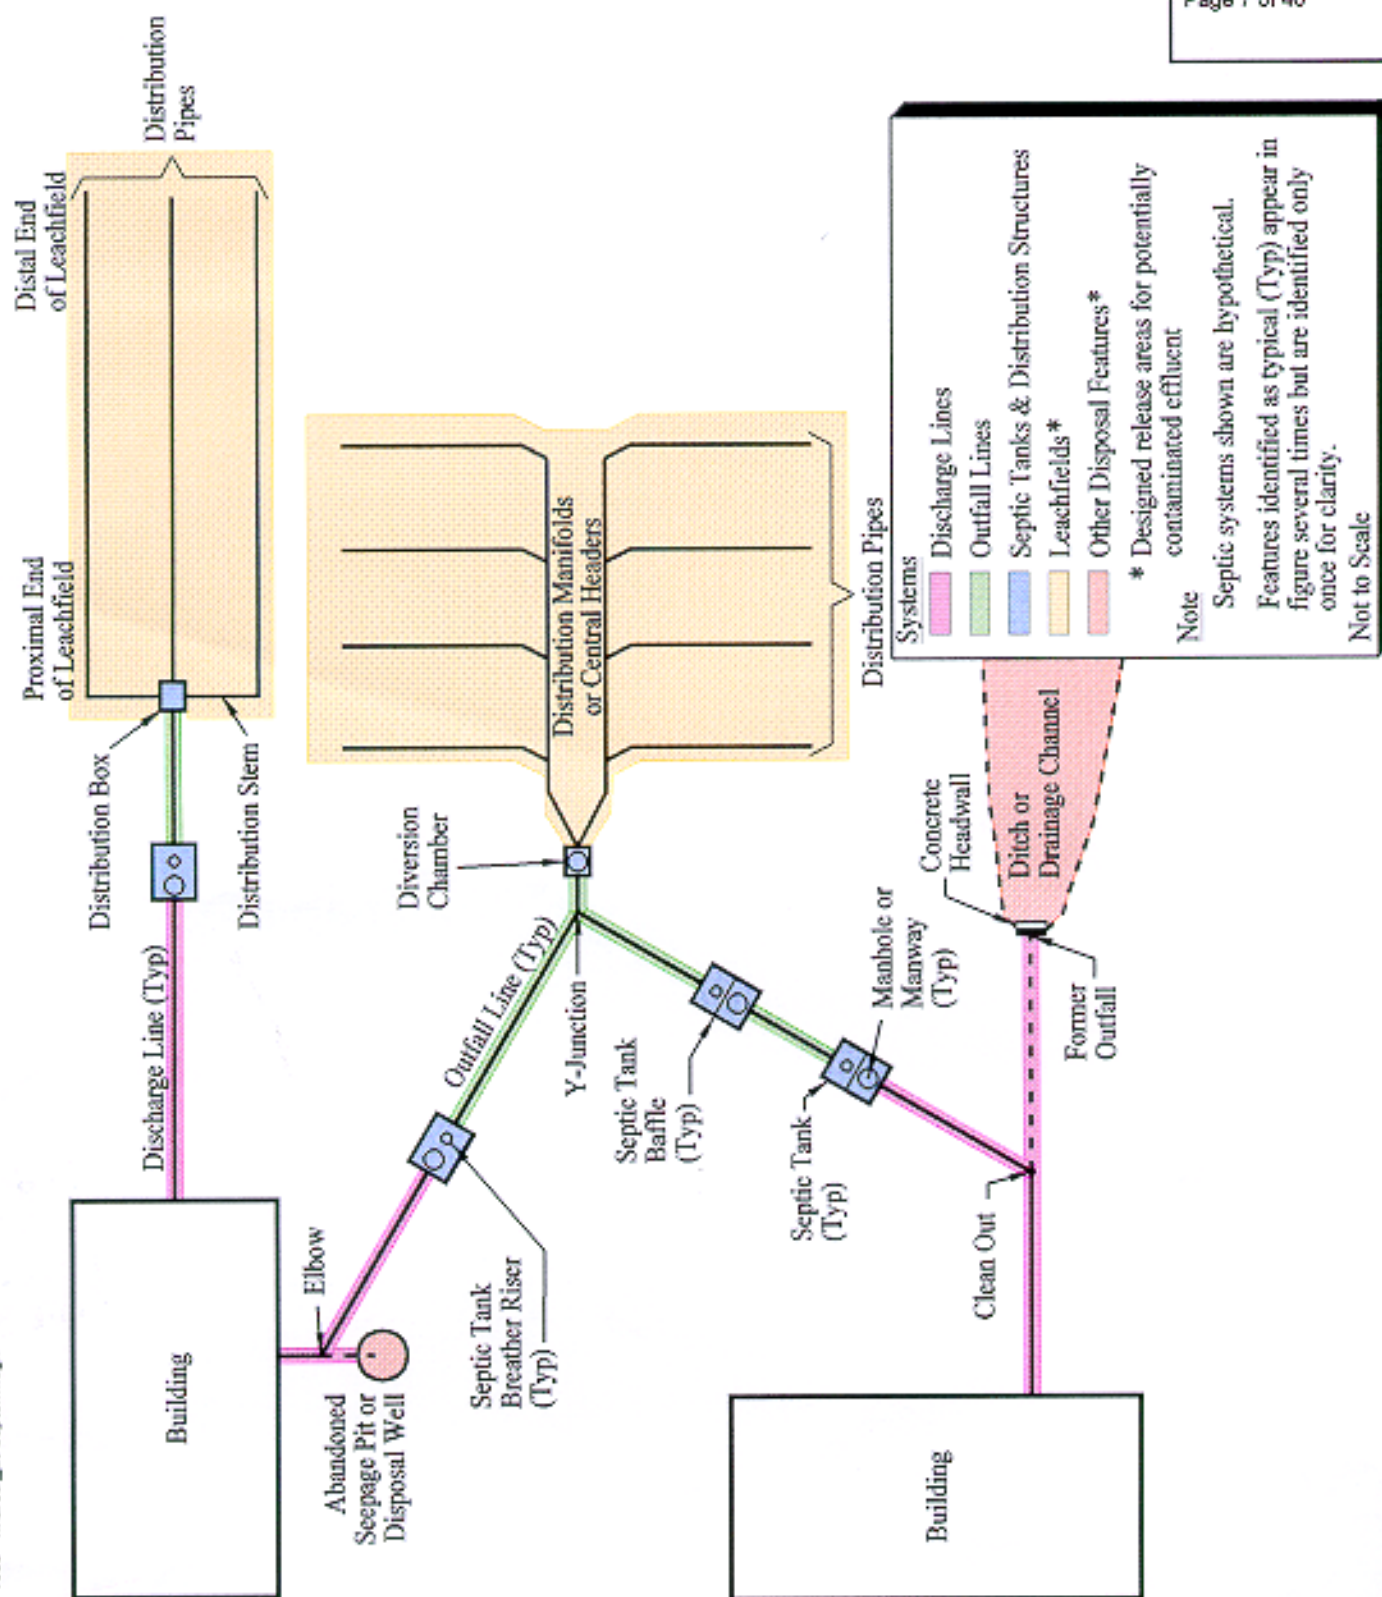 Page 7 of 40
Distribution
Pipes
Distal End
of Leachfield
Proximal End
of Leachfield
Distribution Box
Distribution Stem
Discharge Line (Typ)
Building
Elbow
Abandoned
Seepage Pit or
Disposal Well
Septic Tank
Breather Riser
(Typ)
Outfall Line (Typ)
Y-Junction
Diversion
Chamber
Distribution Manifolds
or Central Headers
Distribution Pipes
Septic Tank
Baffle
(Typ)
Septic Tank
(Typ)
Manhole or
Manway
(Typ)
Clean Out
Building
Former
Outfall
Concrete
Headwall
Ditch or
Drainage Channel
Systems
Discharge Lines
Outfall Lines
Septic Tanks & Distribution Structures
Leachfields*
Other Disposal Features*
* Designed release areas for potentially
contaminated effluent
Note
Septic systems shown are hypothetical.
Features identified as typical (Typ) appear in
figure several times but are identified only
once for clarity.
Not to Scale